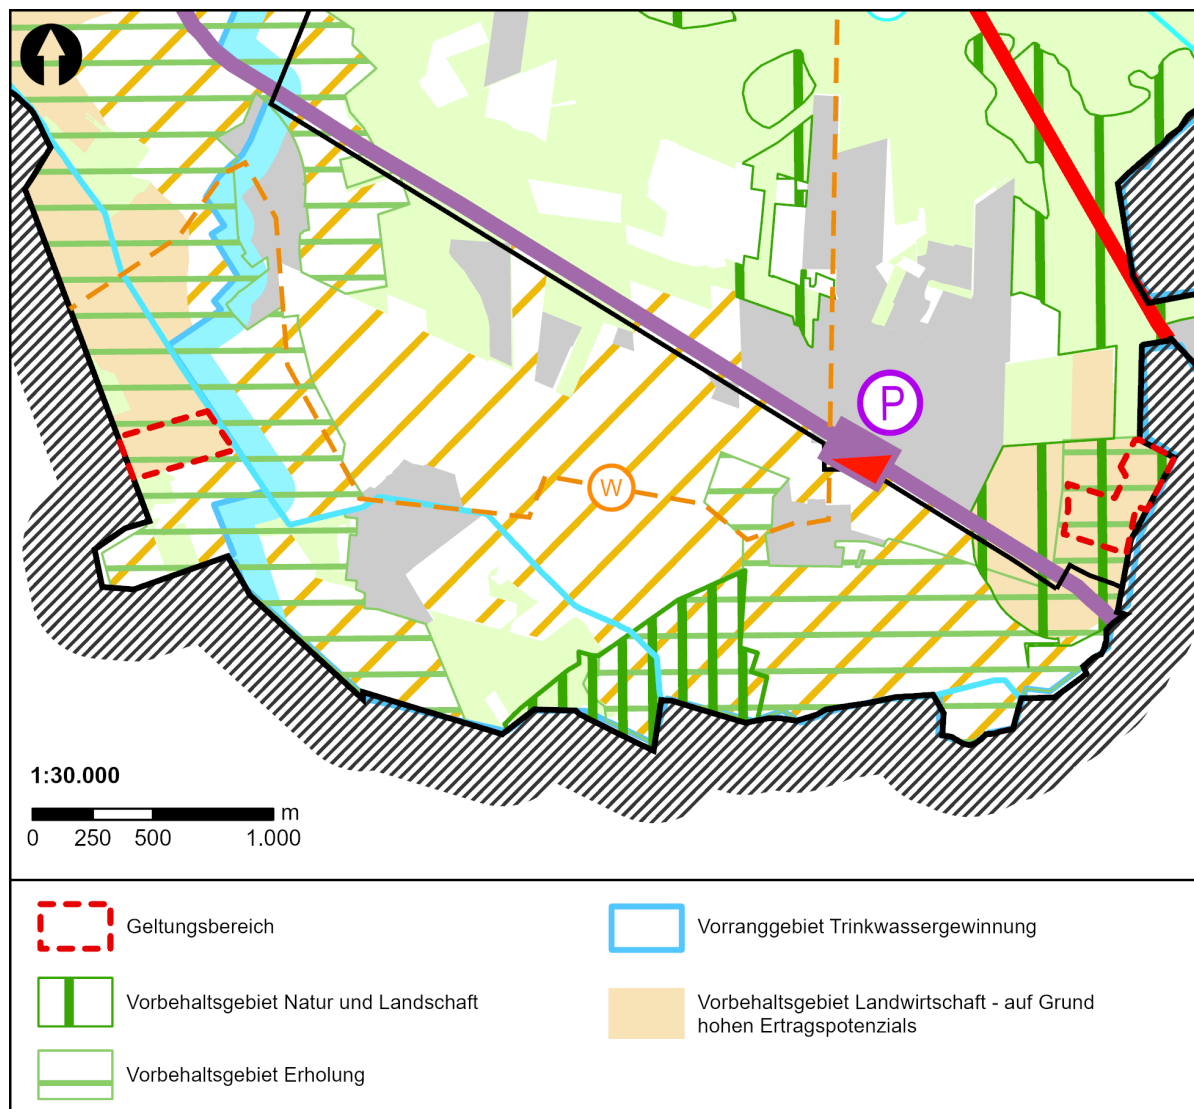 P
W
1:30.000
m
0 250 500 1.000
Geltungsbereich
Vorranggebiet Trinkwassergewinnung
Vorbehaltsgebiet Natur und Landschaft
Vorbehaltsgebiet Landwirtschaft - auf Grund
hohen Ertragspotenzials
Vorbehaltsgebiet Erholung